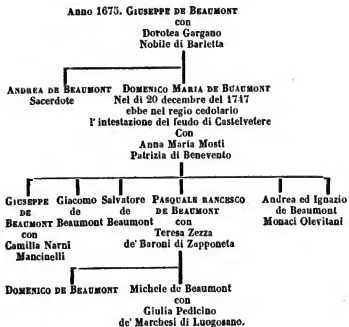 Anno 1675. GIUSEPPE DE BEAUMONT
con
Dorotea Gargano
Nobile di Barletta
ANDREA DE BEAUMONT
Sacerdote
DOMENICO MARIA DE BUAUMONT
Nel di 20 decembre del 1747
ebbe nel regio cedolario
l'intestazione del feudo di Castelvetere
Con
Anna Maria Mosti
Patrizia di Benevento
GIUSEPPE
DE
BEAUMONT
con
Camilla Narni
Mancinelli
Giacomo
de
Beaumont
Salvatore
de
Beaumont
PASQUALE RANCESCO
DE BEAUMONT
con
Teresa Zezza
de' Baroni di Zapponeta
Andrea ed Ignazio
de Beaumont
Monaci Olevitani
DOMENICO DE BEAUMONT
Michele de Beaumont
con
Giulia Pedicino
de' Marchesi di Luogosano.